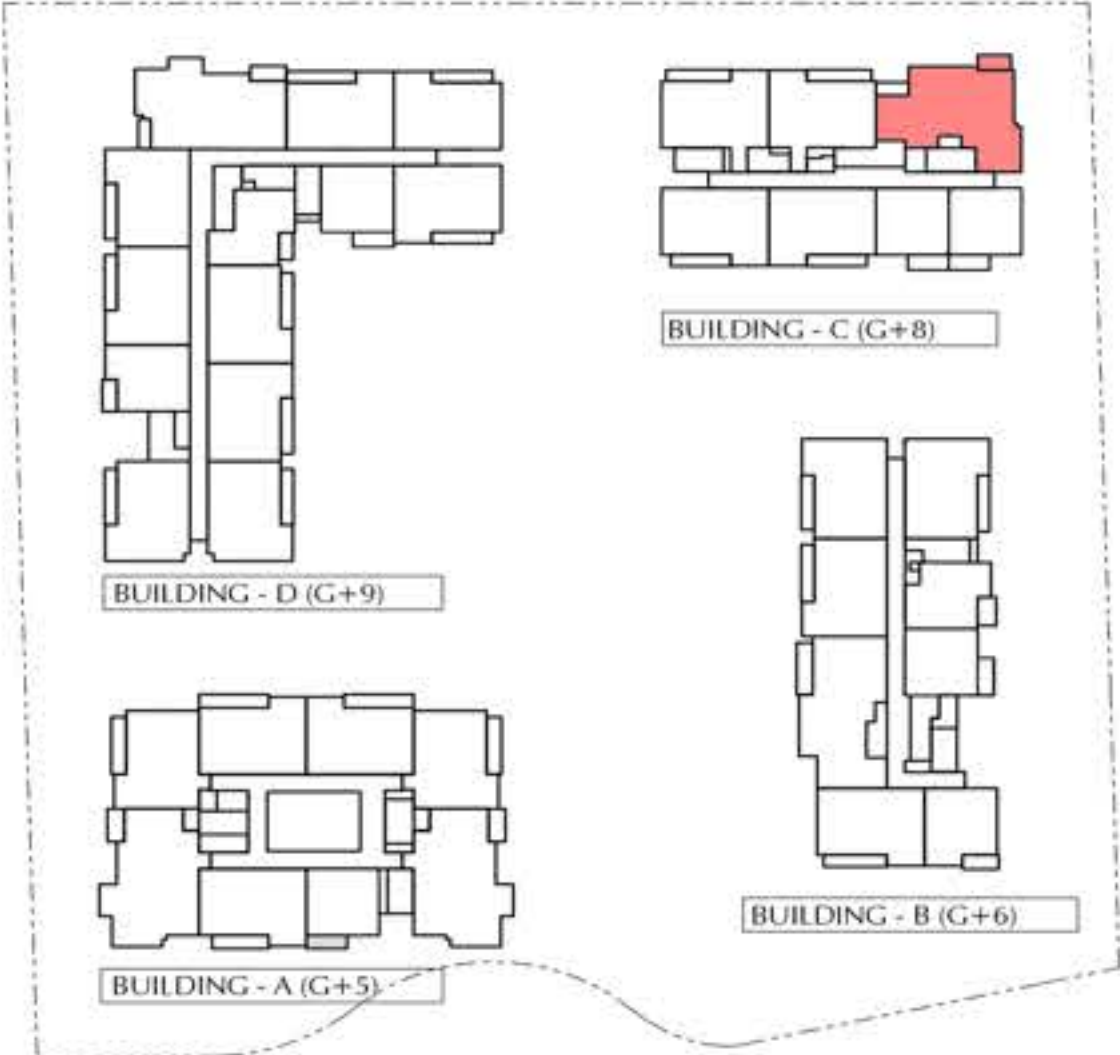 BUILDING - C (G+8)
BUILDING - D (G+9)
BUILDING - B (G+6)
BUILDING - A (G+5)